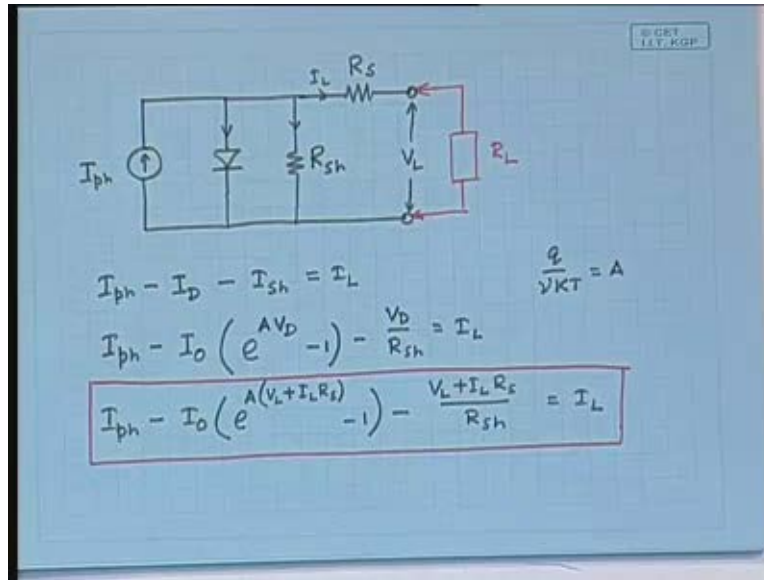 © CET
I.I.T. KGP
I_L R_S
I_ph R_sh V_L R_L
I_ph - I_D - I_sh = I_L
q/νKT = A
I_ph - I_0 (e^{AV_D} - 1) - V_D/R_sh = I_L
I_ph - I_0 (e^{A(V_L + I_L R_S)} - 1) - (V_L + I_L R_S)/R_sh = I_L